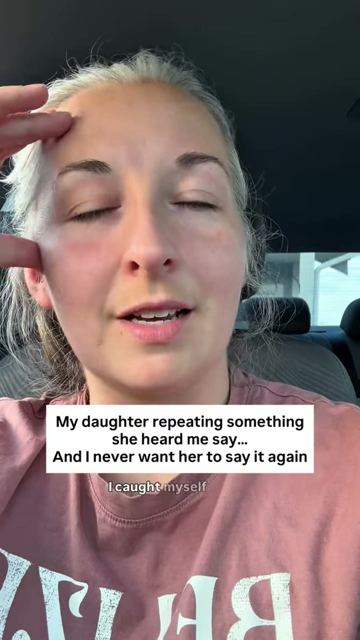 My daughter repeating something
she heard me say...
And I never want her to say it again
I caught myself